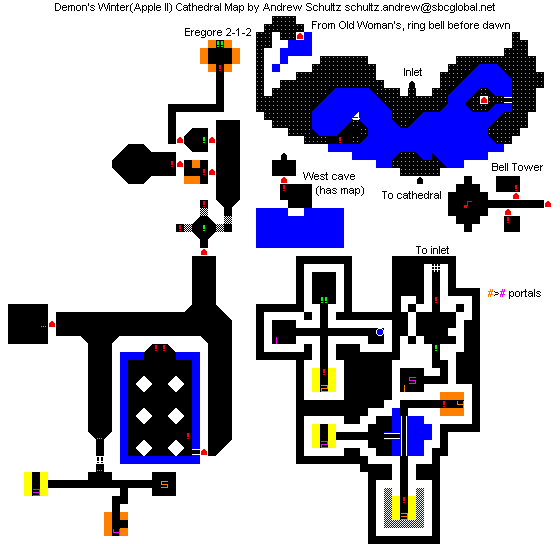 Demon's Winter(Apple II) Cathedral Map by Andrew Schultz schultz.andrew@sbcglobal.net
Eregore 2-1-2
From Old Woman's, ring bell before dawn
Inlet
West cave
(has map)
To cathedral
Bell Tower
To inlet
#># portals